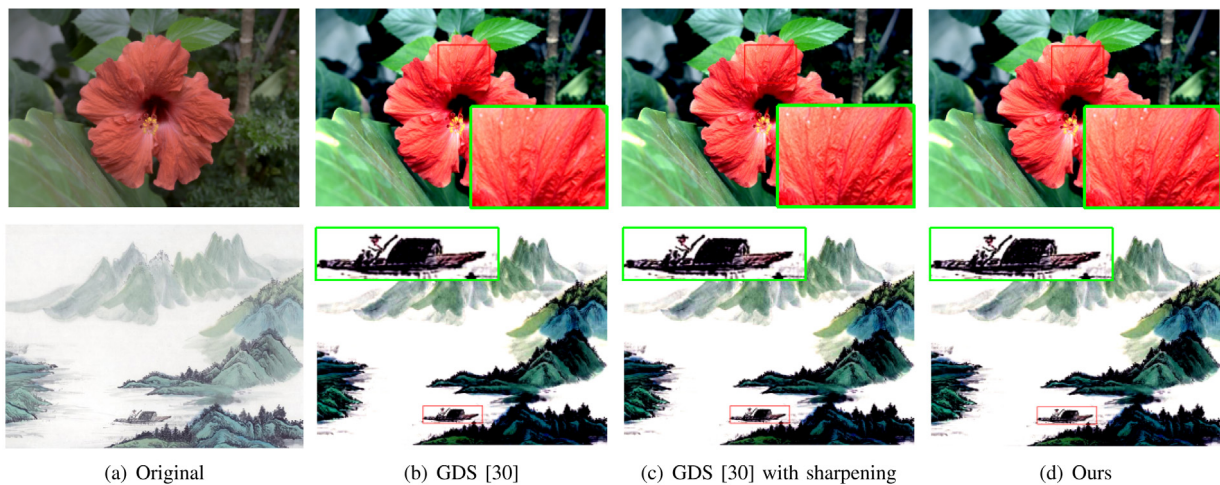 (a) Original
(b) GDS [30]
(c) GDS [30] with sharpening
(d) Ours